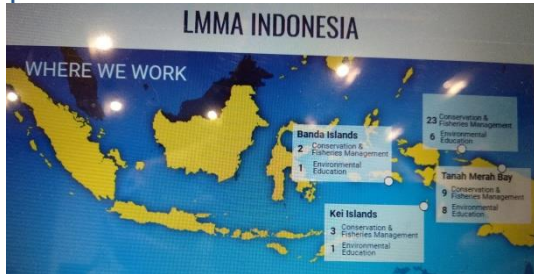 LMMA INDONESIA
WHERE WE WORK
23 Conservation &
Fisheries Management
6 Environmental
Education
Banda Islands
2 Conservation &
Fisheries Management
1 Environmental
Education
Tanah Merah Bay
9 Conservation &
Fisheries Management
8 Environmental
Education
Kei Islands
3 Conservation &
Fisheries Management
1 Environmental
Education